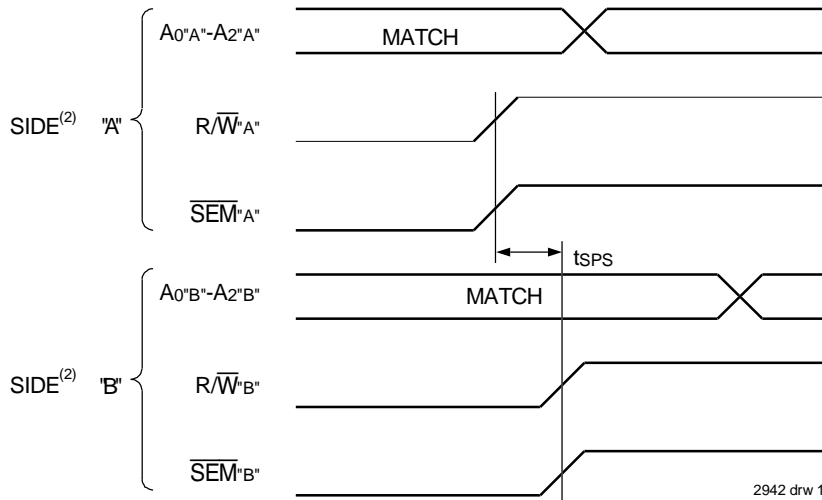 A0"A"-A2"A"
MATCH
SIDE(2) "A"
R/W"A"
SEM"A"
tSPS
A0"B"-A2"B"
MATCH
SIDE(2) "B"
R/W"B"
SEM"B"
2942 drw 1